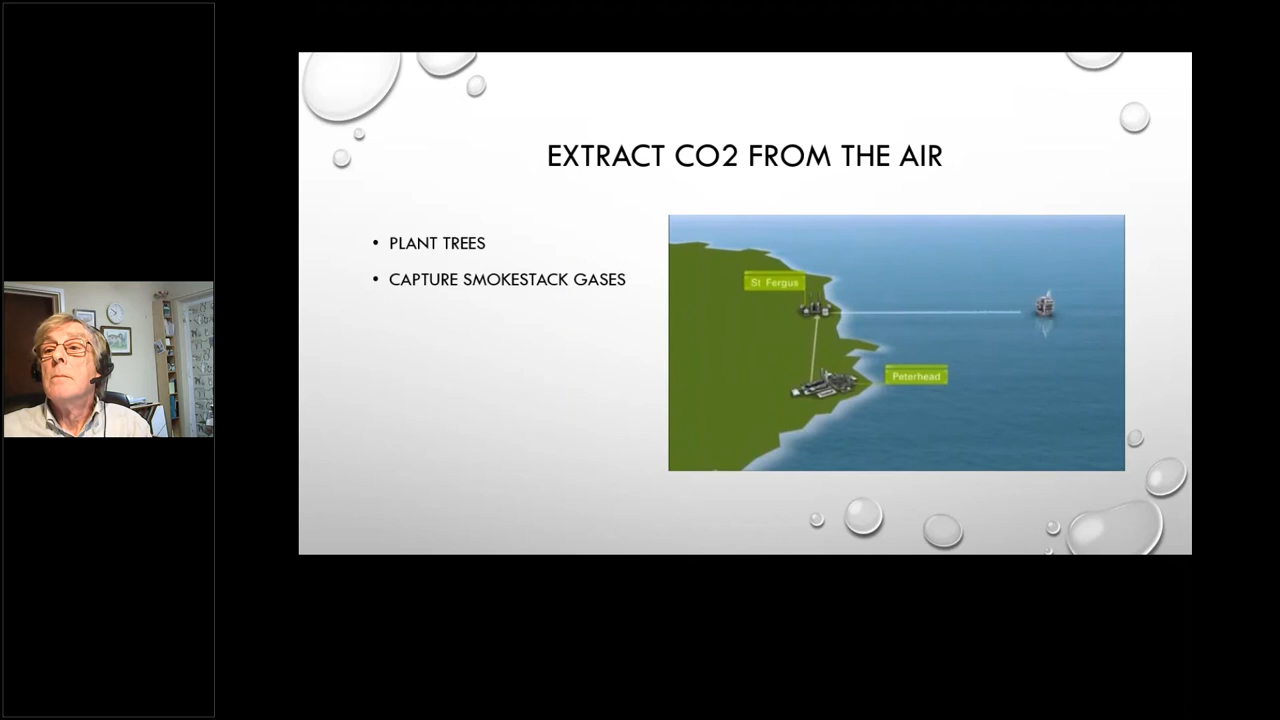 EXTRACT CO2 FROM THE AIR
• PLANT TREES
• CAPTURE SMOKESTACK GASES
St Fergus
Peterhead